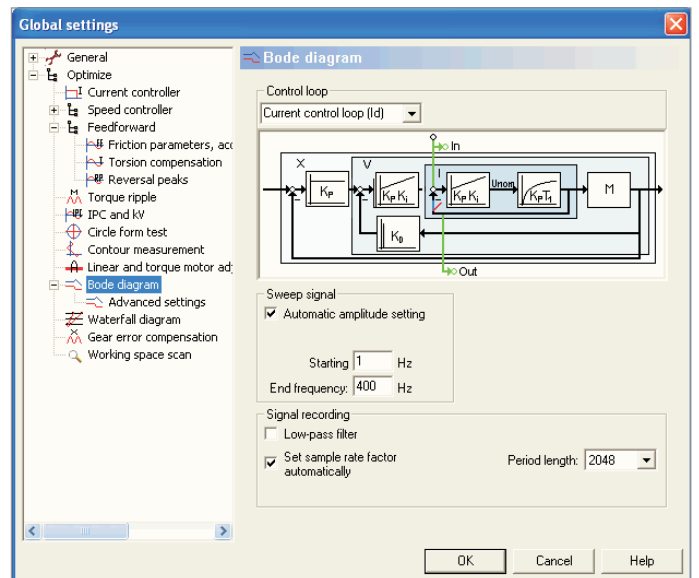 Global settings
General
Optimize
Current controller
Speed controller
Feedforward
Friction parameters, acc
Torsion compensation
Reversal peaks
Torque ripple
IPC and kV
Circle form test
Contour measurement
Linear and torque motor adj
Bode diagram
Advanced settings
Waterfall diagram
Gear error compensation
Working space scan
Bode diagram
Control loop
Current control loop (Id)
In
X
V
I
KP
KP Ki
Unom
KP T1
M
KD
Out
Sweep signal
Automatic amplitude setting
Starting 1 Hz
End frequency: 400 Hz
Signal recording
Low-pass filter
Set sample rate factor
automatically
Period length: 2048
OK Cancel Help